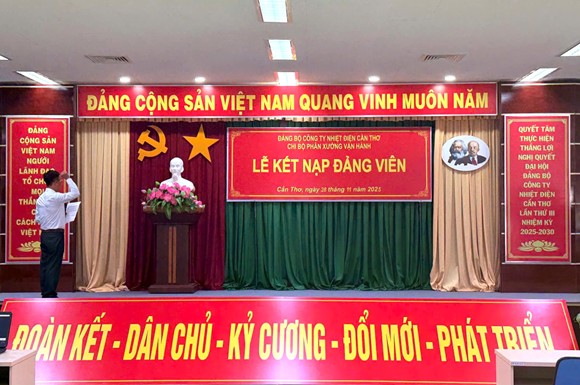 ĐẢNG CỘNG SẢN VIỆT NAM QUANG VINH MUÔN NĂM
ĐẢNG
CỘNG SẢN
VIỆT NAM
NGƯỜI
LÃNH ĐẠO
TỔ CH
MỌ
THẮ
CỦ
CÁCH
VIỆT N
ĐẢNG BỘ CÔNG TY NHIỆT ĐIỆN CẦN THƠ
CHI BỘ PHÂN XƯỞNG VẬN HÀNH
LỄ KẾT NẠP ĐẢNG VIÊN
Cần Thơ, ngày 28 tháng 11 năm 2025
QUYẾT TÂM
THỰC HIỆN
THẮNG LỢI
NGHỊ QUYẾT
ĐẠI HỘI
ĐẢNG BỘ
CÔNG TY
NHIỆT ĐIỆN
CẦN THƠ
LẦN THỨ III
NHIỆM KỲ
2025-2030
ĐOÀN KẾT - DÂN CHỦ - KỶ CƯƠNG - ĐỔI MỚI - PHÁT TRIỂN